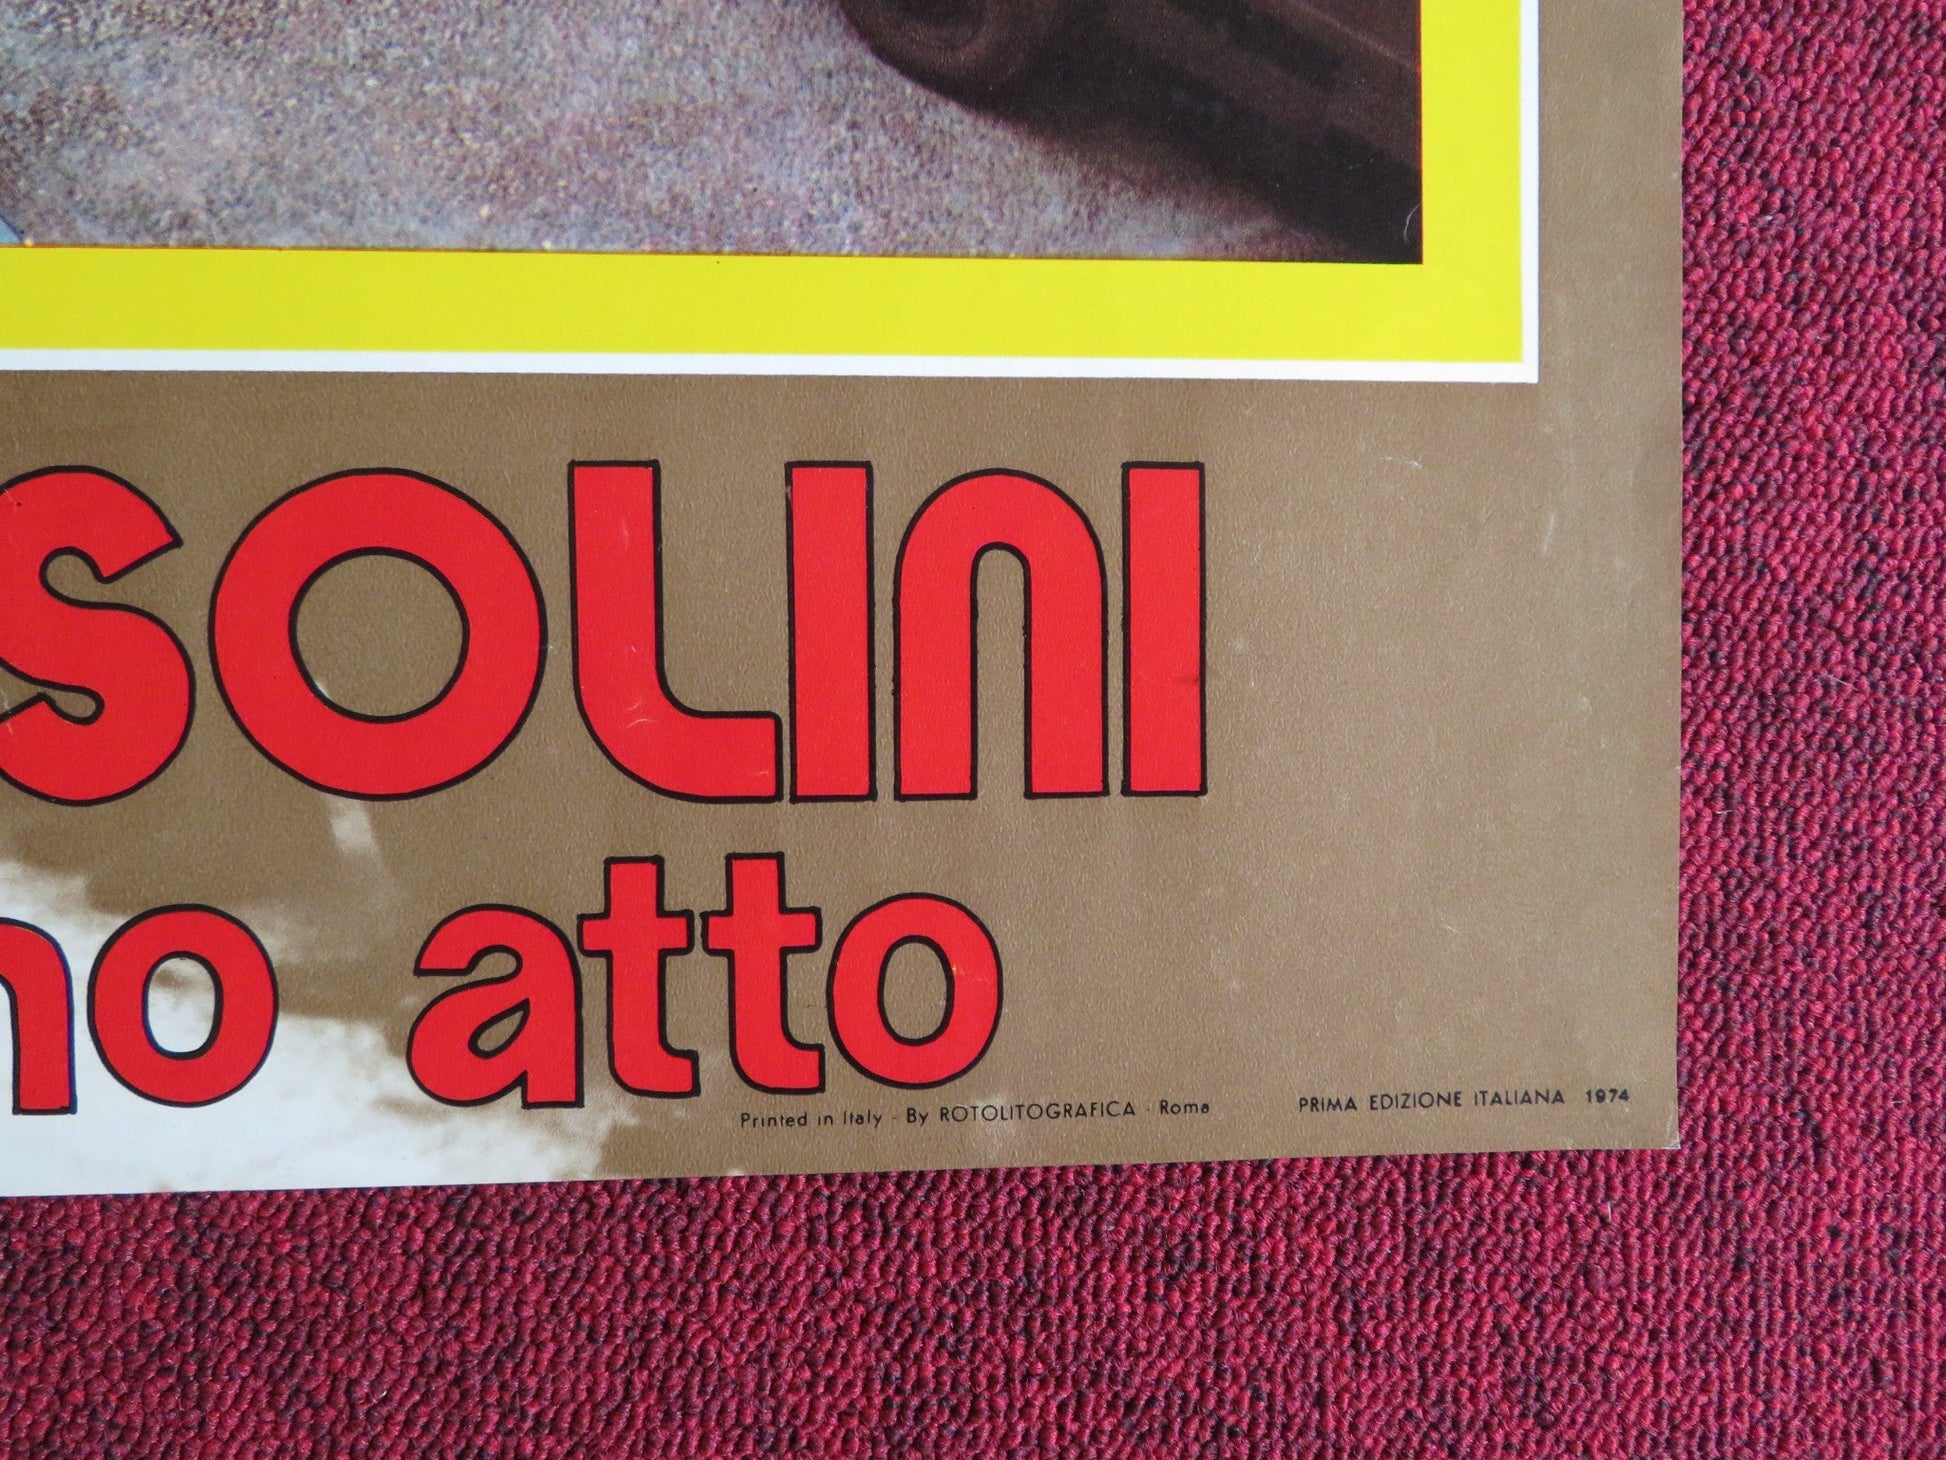 SOLINI
no atto
Printed in Italy - By ROTOLITOGRAFICA - Roma
PRIMA EDIZIONE ITALIANA 1974